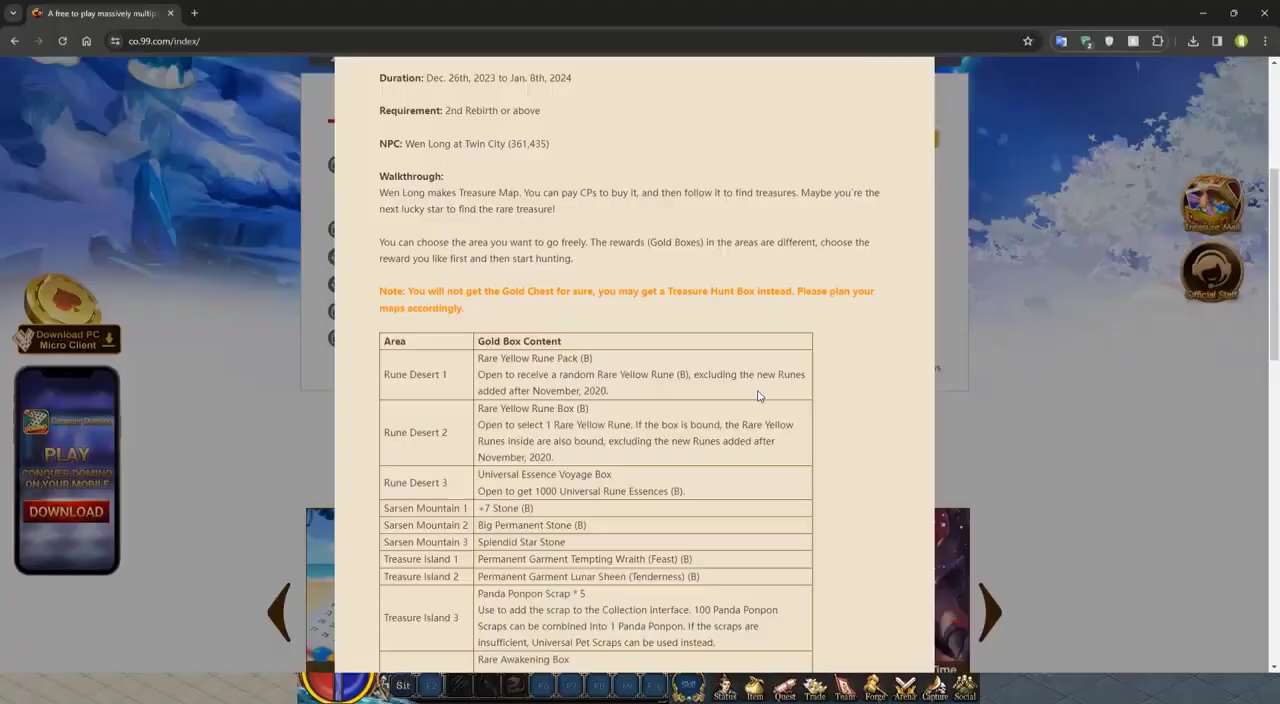 A free to play massively multip
co.99.com/index/
Duration: Dec. 26th, 2023 to Jan. 8th, 2024
Requirement: 2nd Rebirth or above
NPC: Wen Long at Twin City (361,435)
Walkthrough:
Wen Long makes Treasure Map. You can pay CPs to buy it, and then follow it to find treasures. Maybe you're the
next lucky star to find the rare treasure!
You can choose the area you want to go freely. The rewards (Gold Boxes) in the areas are different, choose the
reward you like first and then start hunting.
Note: You will not get the Gold Chest for sure, you may get a Treasure Hunt Box instead. Please plan your
maps accordingly.
Area Gold Box Content
Rune Desert 1
Rare Yellow Rune Pack (B)
Open to receive a random Rare Yellow Rune (B), excluding the new Runes
added after November, 2020.
Rune Desert 2
Rare Yellow Rune Box (B)
Open to select 1 Rare Yellow Rune. If the box is bound, the Rare Yellow
Runes inside are also bound, excluding the new Runes added after
November, 2020.
Rune Desert 3
Universal Essence Voyage Box
Open to get 1000 Universal Rune Essences (B).
Sarsen Mountain 1 +7 Stone (B)
Sarsen Mountain 2 Big Permanent Stone (B)
Sarsen Mountain 3 Splendid Star Stone
Treasure Island 1 Permanent Garment Tempting Wraith (Feast) (B)
Treasure Island 2 Permanent Garment Lunar Sheen (Tenderness) (B)
Treasure Island 3
Panda Ponpon Scrap * 5
Use to add the scrap to the Collection interface. 100 Panda Ponpon
Scraps can be combined into 1 Panda Ponpon. If the scraps are
insufficient, Universal Pet Scraps can be used instead.
Rare Awakening Box
Download PC
Micro Client
PLAY
CONQUER DOMINO
ON YOUR MOBILE
DOWNLOAD
Treasure Mall
Official Staff
Time
Sit
Skill
Status Item Quest Trade Team Forge Arena Capture Social